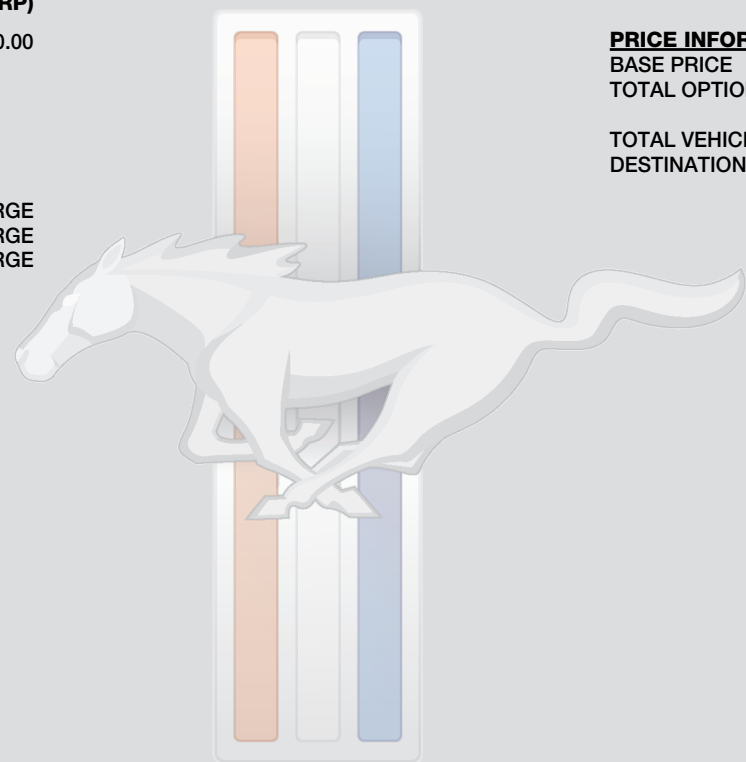 RP)
0.00
RGE
RGE
RGE
PRICE INFOR
BASE PRICE
TOTAL OPTIO
TOTAL VEHICL
DESTINATION